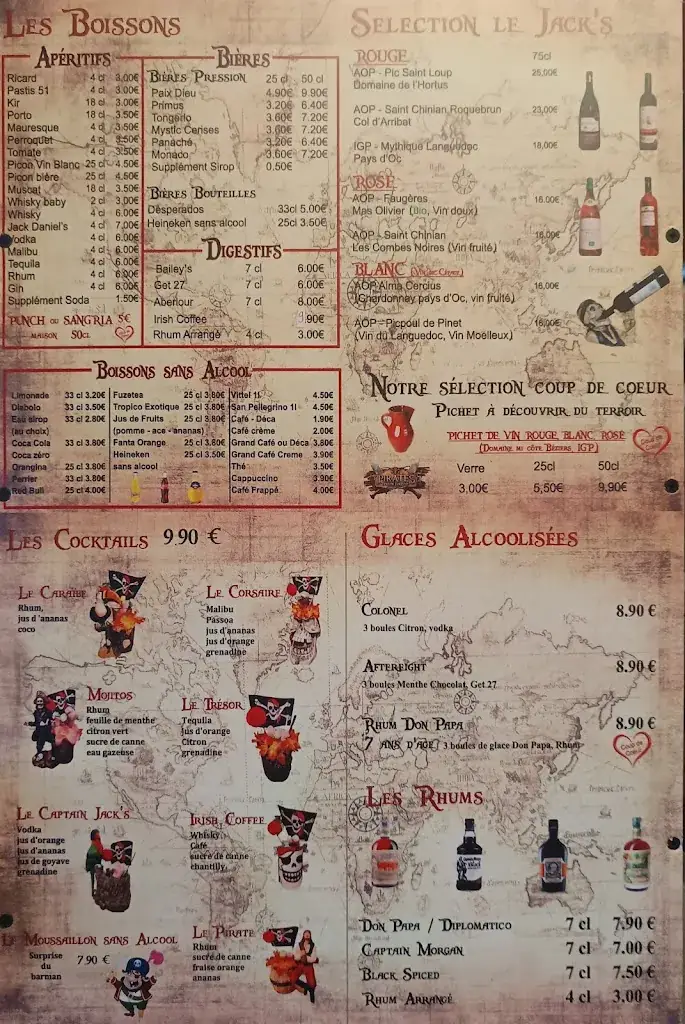 Les Boissons
Apéritifs
Ricard 4 cl 3,00€
Pastis 51 4 cl 3.00€
Kir 18 cl 3.00€
Porto 18 cl 3.50€
Mauresque 4 cl 3.50€
Perroquet 4 cl 3.50€
Tomate 4 cl 3.50€
Picon Vin Blanc 25 cl 4.50€
Picon bière 25 cl 4.50€
Muscat 18 cl 3.50€
Whisky baby 2 cl 3.00€
Whisky 4 cl 6.00€
Jack Daniel's 4 cl 7.00€
Vodka 4 cl 6.00€
Malibu 4 cl 6.00€
Tequila 4 cl 6.00€
Rhum 4 cl 6.00€
Gin 4 cl 6.00€
Supplément Soda 1.50€
Punch ou Sangria 5€
maison 50cl
Bières
Bières Pression 25 cl 50 cl
Paix Dieu 4.90€ 9.90€
Primus 3.20€ 6.40€
Tongerlo 3.60€ 7.20€
Mystic Cerises 3.60€ 7.20€
Panaché 3.20€ 6.40€
Monaco 3.60€ 7.20€
Supplément Sirop 0.50€
Bières Bouteilles
Désperados 33cl 5.00€
Heineken sans alcool 25cl 3.50€
Digestifs
Bailey's 7 cl 6.00€
Get 27 7 cl 6.00€
Aberlour 7 cl 8.00€
Irish Coffee 9.90€
Rhum Arrangé 4 cl 3.00€
Boissons sans Alcool
Limonade 33 cl 3.20€
Diabolo 33 cl 3.50€
Eau sirop 33 cl 2.80€
(au choix)
Coca Cola 33 cl 3.80€
Coca zéro
Orangina 25 cl 3.80€
Perrier 33 cl 3.80€
Red Bull 25 cl 4.00€
Fuzetea 25 cl 3.80€
Tropico Exotique 25 cl 3.80€
Jus de Fruits 25 cl 3.80€
(pomme - ace - ananas)
Fanta Orange 25 cl 3.80€
Heineken 25 cl 3.50€
sans alcool
Vittel 1l 4.50€
San Pellegrino 1l 4.50€
Café - Déca 1.90€
Café crème 2.00€
Grand Café ou Déca 3.80€
Grand Café Creme 3.90€
Thé 3.50€
Cappuccino 3.90€
Café Frappé 4.00€
Selection le Jack's
Rouge 75cl
AOP - Pic Saint Loup 25,00€
Domaine de l'Hortus
AOP - Saint Chinian Roquebrun 23,00€
Col d'Arribat
IGP - Mythique Languedoc 18,00€
Pays d'Oc
Rosé
AOP - Faugères 16.00€
Mas Olivier (Bio, Vin doux)
AOP - Saint Chinian 16,00€
Les Combes Noires (Vin fruité)
Blanc
AOP Alma Cercius 16,00€
(Chardonnay pays d'Oc, vin fruité)
AOP - Picpoul de Pinet 16,00€
(Vin du Languedoc, Vin Moelleux)
Notre sélection coup de coeur
Pichet à découvrir du terroir
Pichet de vin rouge, blanc, rosé
(Domaine mi côté Béziers, IGP)
Coup de Coeur
Verre 25cl 50cl
3.00€ 5,50€ 9,90€
Les Cocktails 9.90 €
Le Caraibe
Rhum,
jus d'ananas
coco
Le Corsaire
Malibu
Passoa
jus d'ananas
jus d'orange
grenadine
Mojitos
Rhum
feuille de menthe
citron vert
sucre de canne
eau gazeuse
Le Trésor
Tequila
jus d'orange
Citron
grenadine
Le Captain Jack's
Vodka
jus d'orange
jus d'ananas
jus de goyave
grenadine
Irish Coffee
Whisky
Café
sucre de canne
chantilly
Le Moussaillon sans Alcool
Surprise
du
barman
7.90 €
Le Pirate
Rhum
sucre de canne
fraise orange
ananas
Glaces Alcoolisées
Colonel 8.90 €
3 boules Citron, vodka
Aftereight 8.90 €
3 boules Menthe Chocolat, Get 27
Rhum Don Papa 8.90 €
7 ans d'age 3 boules de glace Don Papa, Rhum
Coup de Coeur
Les Rhums
Don Papa / Diplomatico 7 cl 7.90 €
Captain Morgan 7 cl 7.00 €
Black Spiced 7 cl 7.50 €
Rhum Arrangé 4 cl 3.00 €